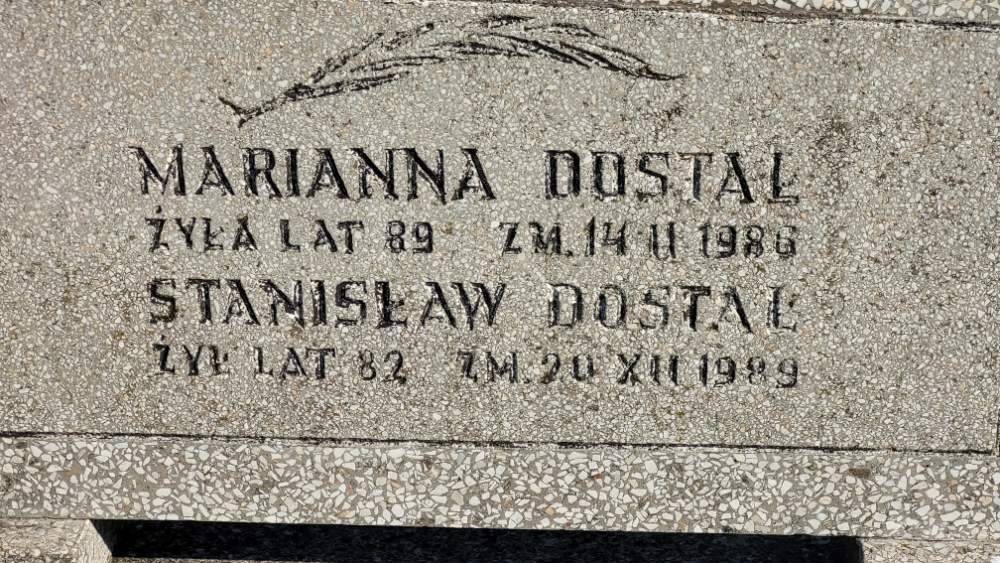 MARIANNA DOSTAŁ
ŻYŁA LAT 89 ZM. 14 II 1986
STANISŁAW DOSTAŁ
ŻYŁ LAT 82 ZM. 20 XII 1989